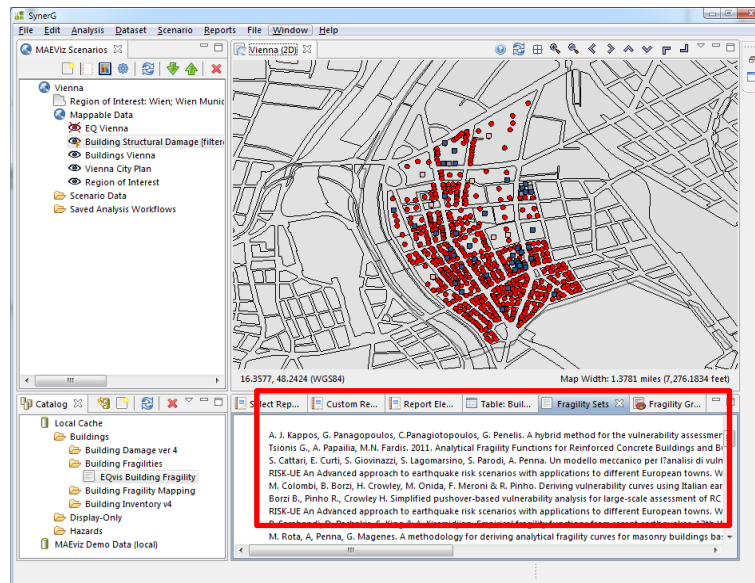 SynerG
File Edit Analysis Dataset Scenario Reports File Window Help
MAEViz Scenarios
Vienna
Region of Interest: Wien; Wien Munic
Mappable Data
EQ Vienna
Building Structural Damage [filter
Buildings Vienna
Vienna City Plan
Region of Interest
Scenario Data
Saved Analysis Workflows
Vienna (2D)
16.3577, 48.2424 (WGS84) Map Width: 1.3781 miles (7,276.1834 feet)
Catalog
Local Cache
Buildings
Building Damage ver 4
Building Fragilities
EQvis Building Fragility
Building Fragility Mapping
Building Inventory v4
Display-Only
Hazards
MAEviz Demo Data (local)
Select Rep... Custom Re... Report Ele... Table: Buil... Fragility Sets Fragility Gr...
A. J. Kappos, G. Panagopoulos, C.Panagiotopoulos, G. Penelis. A hybrid method for the vulnerability assessmen
Tsionis G., A. Papailia, M.N. Fardis. 2011. Analytical Fragility Functions for Reinforced Concrete Buildings and B
S. Cattari, E. Curti, S. Giovinazzi, S. Lagomarsino, S. Parodi, A. Penna. Un modello meccanico per l?analisi di vuln
RISK-UE An Advanced approach to earthquake risk scenarios with applications to different European towns. W
M. Colombi, B. Borzi, H. Crowley, M. Onida, F. Meroni & R. Pinho. Deriving vulnerability curves using Italian ear
Borzi B., Pinho R., Crowley H. Simplified pushover-based vulnerability analysis for large-scale assessment of RC
RISK-UE An Advanced approach to earthquake risk scenarios with applications to different European towns. W
M. Rota, A, Penna, G. Magenes. A methodology for deriving analytical fragility curves for masonry buildings ba